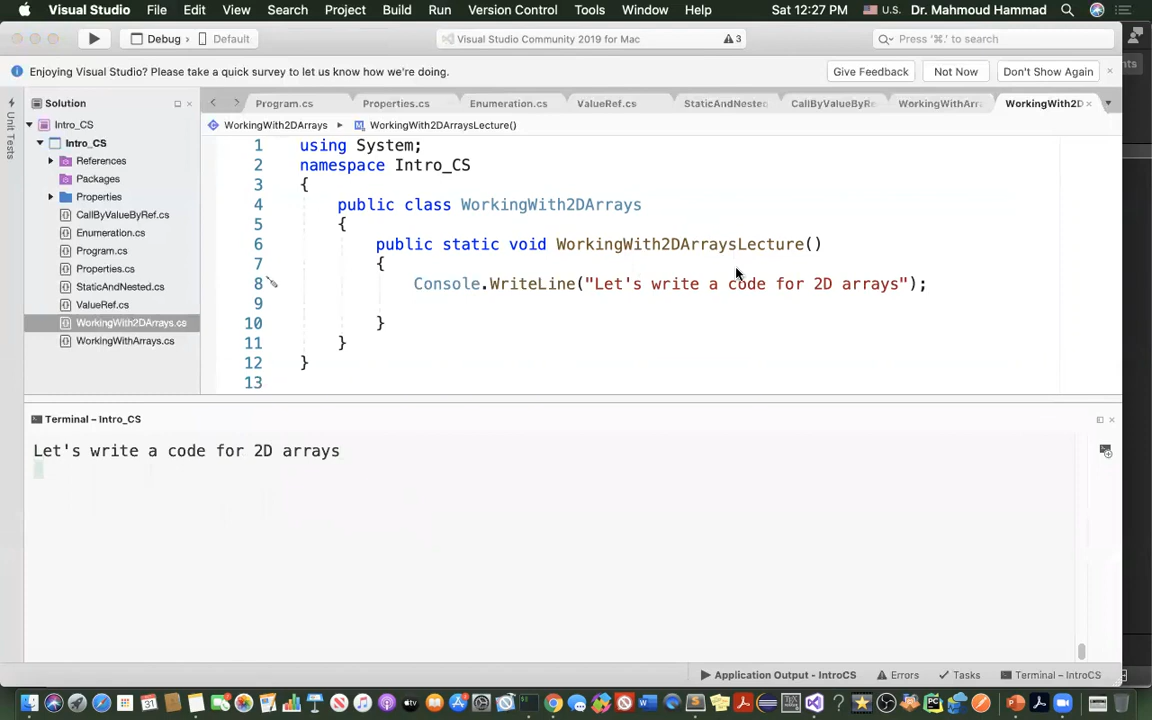 Visual Studio File Edit View Search Project Build Run Version Control Tools Window Help Sat 12:27 PM U.S. Dr. Mahmoud Hammad
Debug › Default Visual Studio Community 2019 for Mac 3 Press '⌘.' to search
Enjoying Visual Studio? Please take a quick survey to let us know how we're doing. Give Feedback Not Now Don't Show Again ×
Unit Tests
Solution
Intro_CS
Intro_CS
References
Packages
Properties
CallByValueByRef.cs
Enumeration.cs
Program.cs
Properties.cs
StaticAndNested.cs
ValueRef.cs
WorkingWith2DArrays.cs
WorkingWithArrays.cs
Program.cs Properties.cs Enumeration.cs ValueRef.cs StaticAndNested CallByValueByRe WorkingWithArr WorkingWith2D ×
WorkingWith2DArrays ▸ WorkingWith2DArraysLecture()
1 using System;
2 namespace Intro_CS
3 {
4 public class WorkingWith2DArrays
5 {
6 public static void WorkingWith2DArraysLecture()
7 {
8 Console.WriteLine("Let's write a code for 2D arrays");
9
10 }
11 }
12 }
13
Terminal – Intro_CS
Let's write a code for 2D arrays
Application Output - IntroCS Errors Tasks Terminal – IntroCS